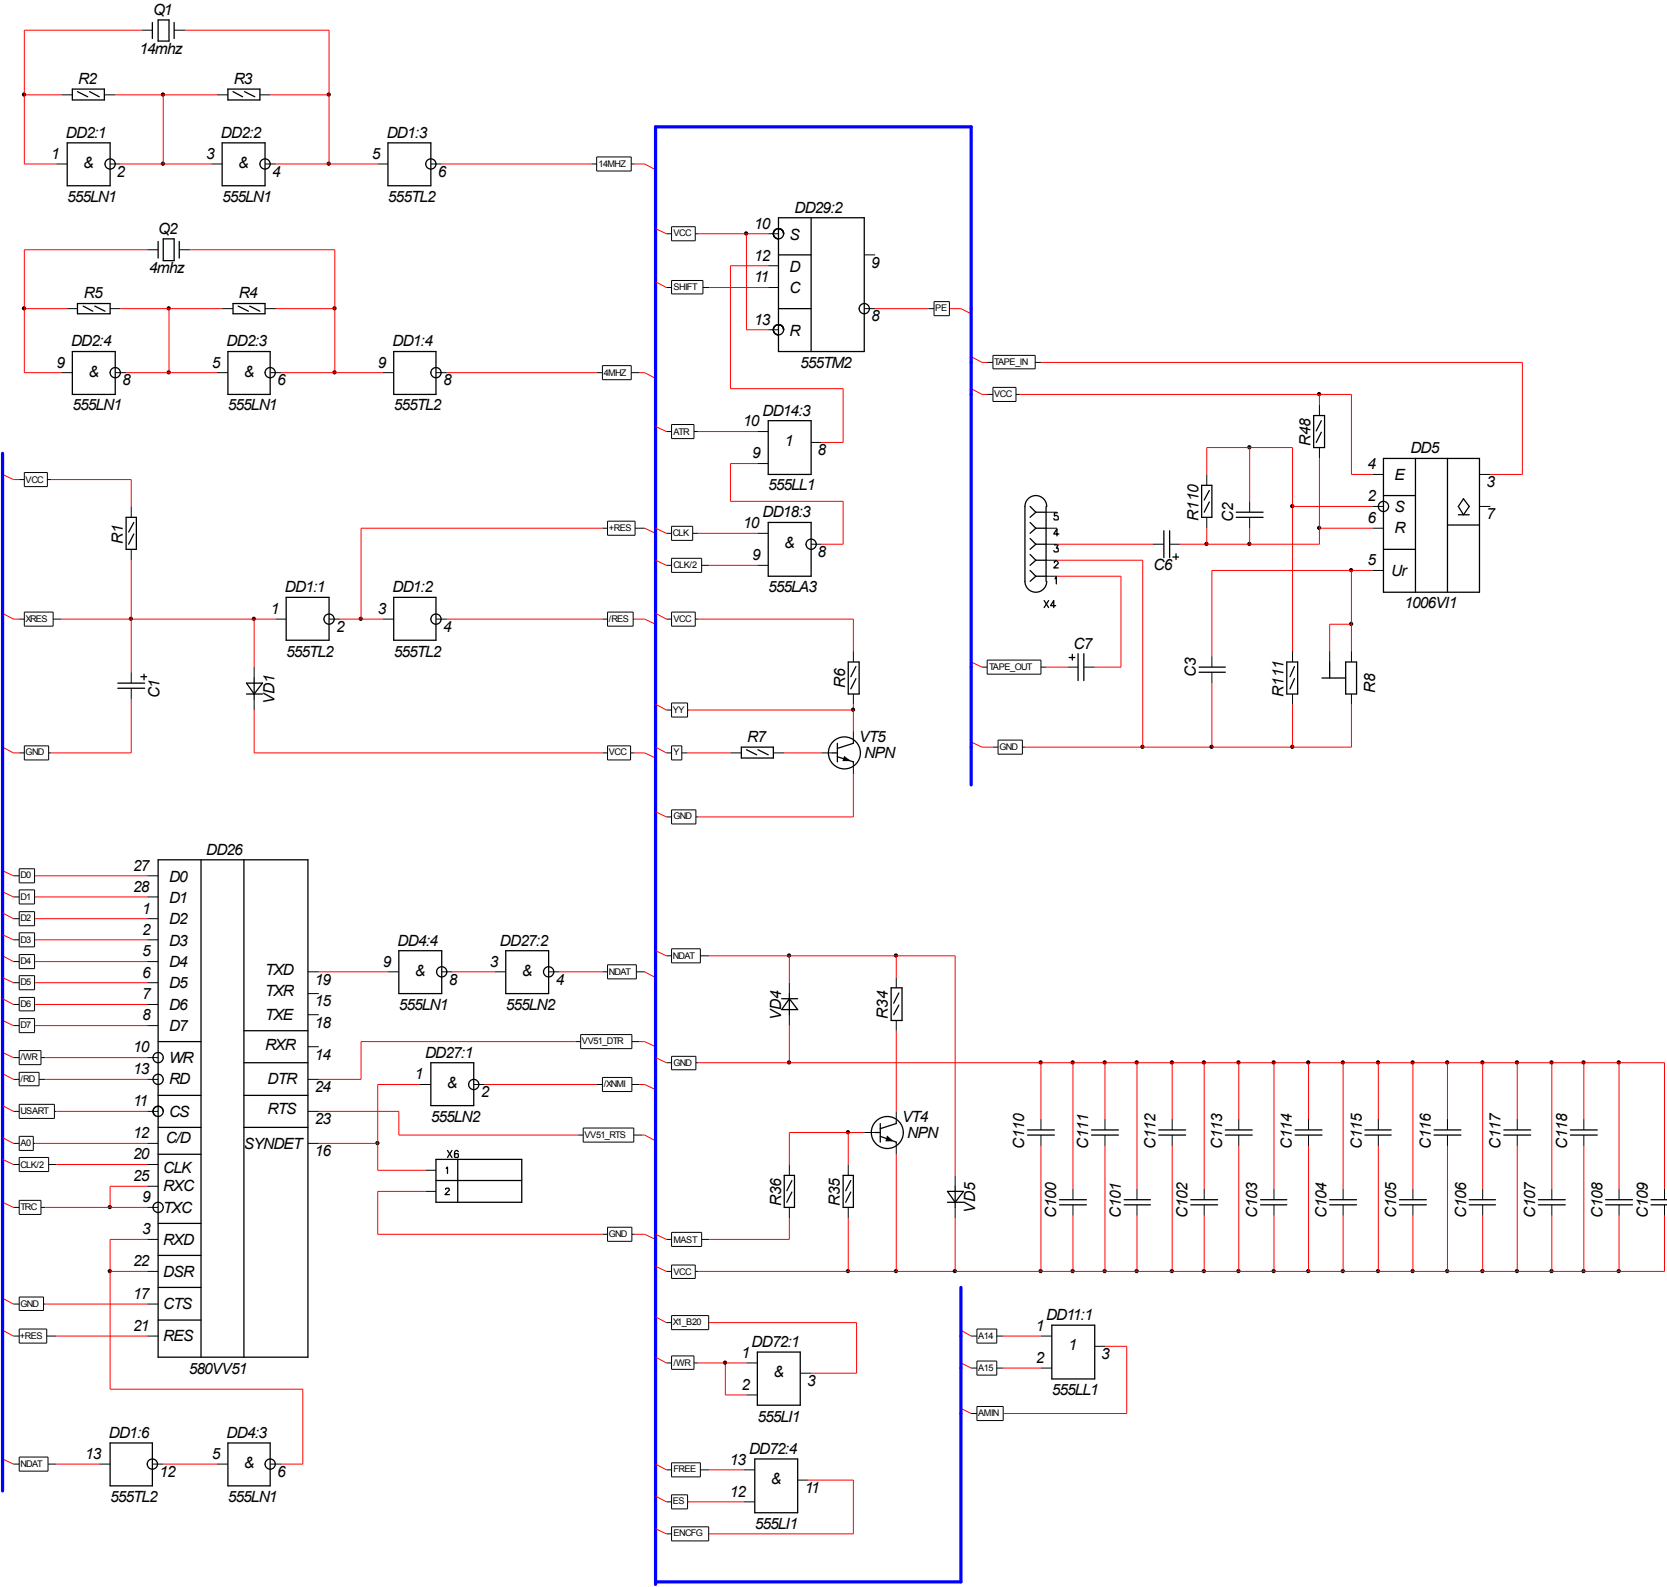 Q1
14mhz
R2
R3
DD2:1
DD2:2
DD1:3
1
&
2
3
&
4
5
6
14MHZ
555LN1
555LN1
555TL2
Q2
4mhz
R5
R4
DD2:4
DD2:3
DD1:4
9
&
8
5
&
6
9
8
4MHZ
555LN1
555LN1
555TL2
VCC
R1
+RES
DD1:1
DD1:2
XRES
1
2
3
4
/RES
555TL2
555TL2
+
C1
VD1
GND
VCC
DD26
D0
27
D0
D1
28
D1
D2
1
D2
D3
2
D3
D4
5
D4
D5
6
D5
D6
7
D6
D7
8
D7
/WR
10
WR
/RD
13
RD
USART
11
CS
A0
12
C/D
CLK/2
20
CLK
25
RXC
TRC
9
TXC
3
RXD
22
DSR
GND
17
CTS
+RES
21
RES
TXD
19
TXR
15
TXE
18
RXR
14
DTR
24
RTS
23
SYNDET
16
580VV51
DD4:4
DD27:2
9
&
8
3
&
4
NDAT
555LN1
555LN2
VV51_DTR
DD27:1
1
&
2
/XNMI
555LN2
VV51_RTS
X6
1
2
GND
NDAT
DD1:6
13
12
555TL2
DD4:3
5
&
6
555LN1
DD29:2
VCC
10
S
12
D
SHIFT
11
C
13
R
9
8
PE
555TM2
DD14:3
ATR
10
9
1
8
555LL1
DD18:3
CLK
10
CLK/2
9
&
8
555LA3
VCC
R6
YY
Y
R7
VT5
NPN
GND
TAPE_IN
VCC
R48
DD5
4
E
2
S
6
R
5
Ur
3
7
1006VI1
R110
C2
5
4
3
2
1
X4
C6
+
TAPE_OUT
+
C7
C3
R111
R8
GND
NDAT
VD4
R34
GND
VT4
NPN
R36
R35
VD5
MAST
VCC
C110
C111
C112
C113
C114
C115
C116
C117
C118
C100
C101
C102
C103
C104
C105
C106
C107
C108
C109
X1_B20
DD72:1
/WR
1
2
&
3
555LI1
DD72:4
FREE
13
ES
12
&
11
555LI1
ENCFG
DD11:1
A14
1
A15
2
1
3
555LL1
AMIN